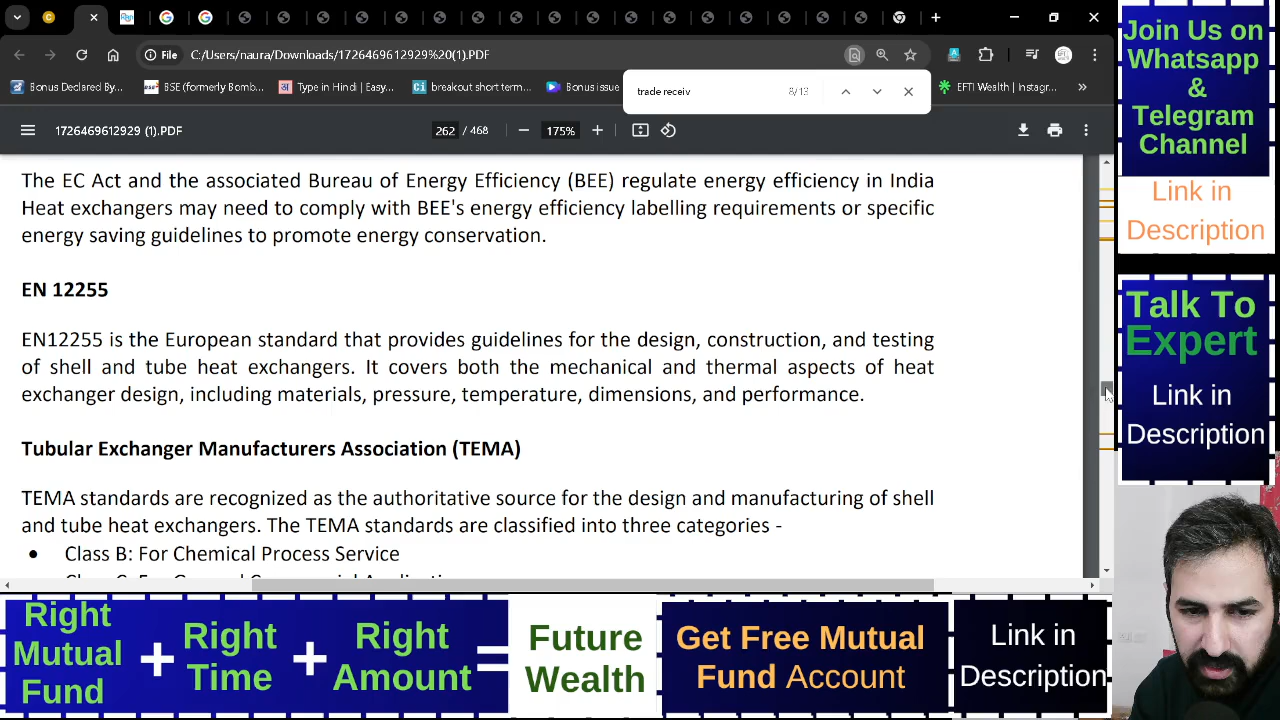 File
C:/Users/naura/Downloads/1726469612929%20(1).PDF
Bonus Declared By...
BSE (formerly Bomb...
Type in Hindi | Easy...
breakout short term...
Bonus issue
trade receiv
8/13
EFTI Wealth | Instagr...
1726469612929 (1).PDF
262 / 468
175%
The EC Act and the associated Bureau of Energy Efficiency (BEE) regulate energy efficiency in India
Heat exchangers may need to comply with BEE's energy efficiency labelling requirements or specific
energy saving guidelines to promote energy conservation.
EN 12255
EN12255 is the European standard that provides guidelines for the design, construction, and testing
of shell and tube heat exchangers. It covers both the mechanical and thermal aspects of heat
exchanger design, including materials, pressure, temperature, dimensions, and performance.
Tubular Exchanger Manufacturers Association (TEMA)
TEMA standards are recognized as the authoritative source for the design and manufacturing of shell
and tube heat exchangers. The TEMA standards are classified into three categories -
• Class B: For Chemical Process Service
Join Us on
Whatsapp
&
Telegram
Channel
Link in
Description
Talk To
Expert
Link in
Description
Right
Mutual
Fund
+
Right
Time
+
Right
Amount
=
Future
Wealth
Get Free Mutual
Fund Account
Link in
Description